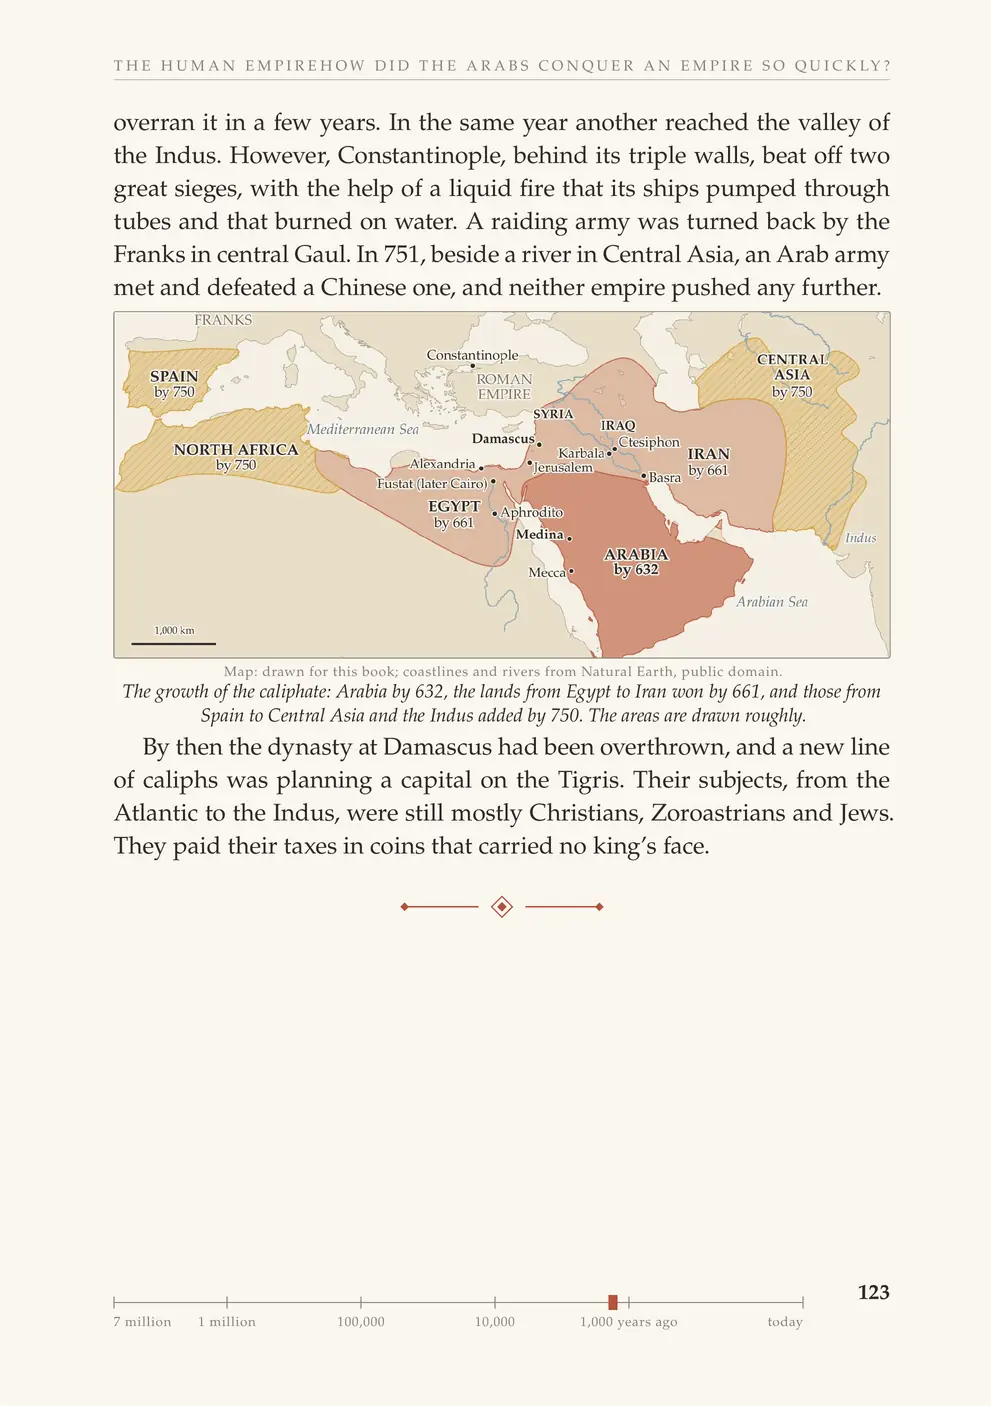 THE HUMAN EMPIREHOW DID THE ARABS CONQUER AN EMPIRE SO QUICKLY?
overran it in a few years. In the same year another reached the valley of
the Indus. However, Constantinople, behind its triple walls, beat off two
great sieges, with the help of a liquid fire that its ships pumped through
tubes and that burned on water. A raiding army was turned back by the
Franks in central Gaul. In 751, beside a river in Central Asia, an Arab army
met and defeated a Chinese one, and neither empire pushed any further.
FRANKS
Constantinople
ROMAN
EMPIRE
CENTRAL
ASIA
by 750
SPAIN
by 750
SYRIA
IRAQ
Mediterranean Sea
Damascus
Ctesiphon
NORTH AFRICA
by 750
Karbala
IRAN
by 661
Alexandria
Jerusalem
Basra
Fustat (later Cairo)
EGYPT
by 661
Aphrodito
Medina
Indus
ARABIA
by 632
Mecca
Arabian Sea
1,000 km
Map: drawn for this book; coastlines and rivers from Natural Earth, public domain.
The growth of the caliphate: Arabia by 632, the lands from Egypt to Iran won by 661, and those from
Spain to Central Asia and the Indus added by 750. The areas are drawn roughly.
By then the dynasty at Damascus had been overthrown, and a new line
of caliphs was planning a capital on the Tigris. Their subjects, from the
Atlantic to the Indus, were still mostly Christians, Zoroastrians and Jews.
They paid their taxes in coins that carried no king's face.
123
7 million 1 million 100,000 10,000 1,000 years ago today